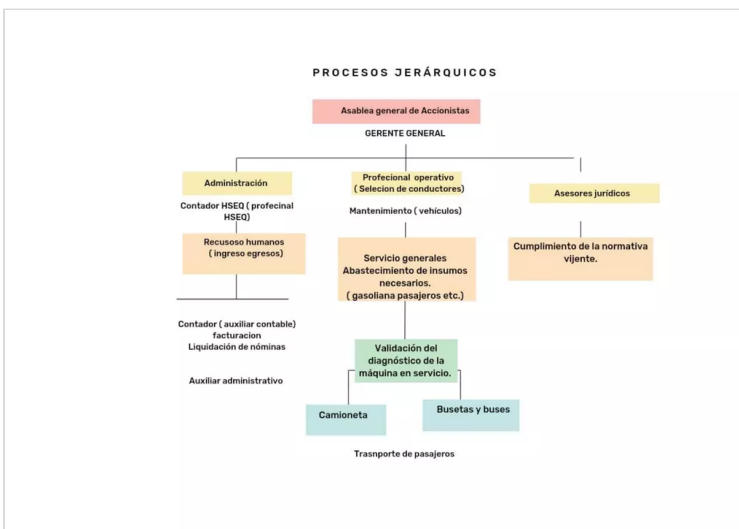 PROCESOS JERÁRQUICOS
Asablea general de Accionistas
GERENTE GENERAL
Administración
Contador HSEQ ( profecinal
HSEQ)
Recusoso humanos
( ingreso egresos)
Contador ( auxiliar contable)
facturacion
Liquidación de nóminas
Auxiliar administrativo
Profecional operativo
( Selecion de conductores)
Mantenimiento ( vehículos)
Servicio generales
Abastecimiento de insumos
necesarios.
( gasoliana pasajeros etc.)
Validación del
diagnóstico de la
máquina en servicio.
Camioneta
Busetas y buses
Trasnporte de pasajeros
Asesores jurídicos
Cumplimiento de la normativa
vijente.